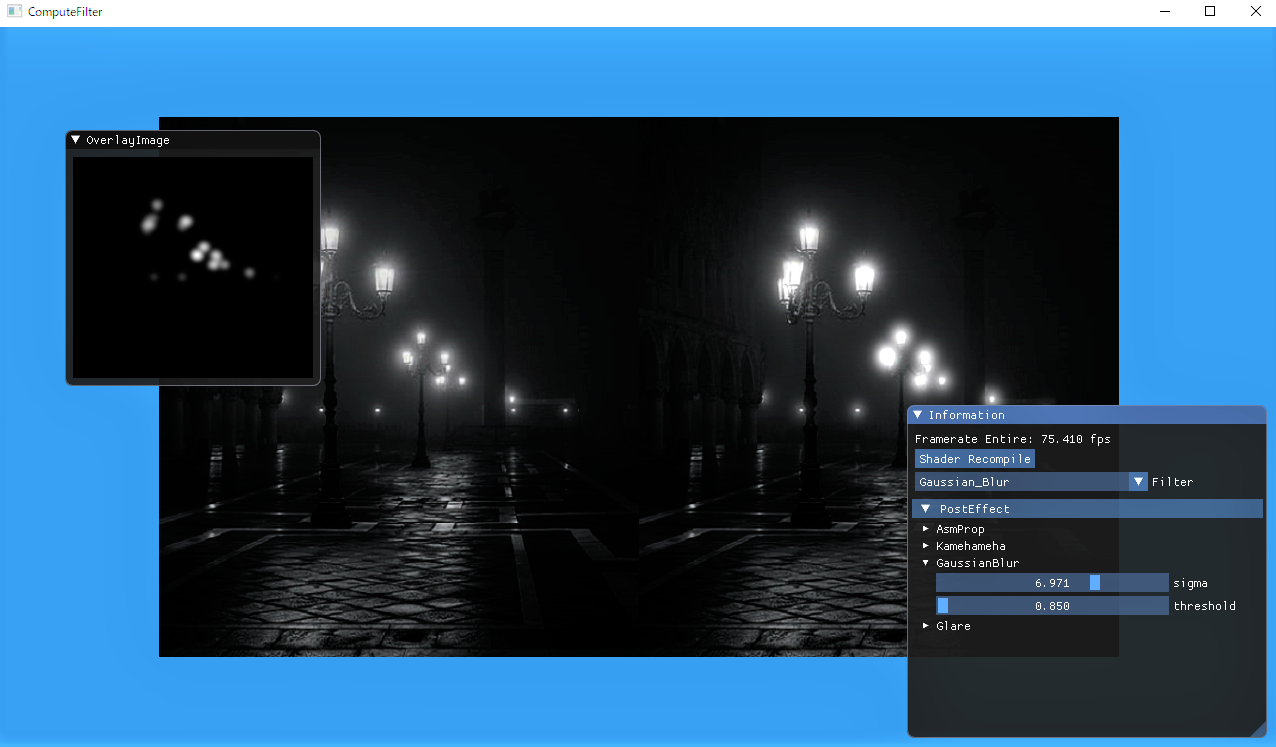 ComputeFilter
OverlayImage
Information
Framerate Entire: 75.410 fps
Shader Recompile
Gaussian_Blur Filter
PostEffect
AsmProp
Kamehameha
GaussianBlur
6.971 sigma
0.850 threshold
Glare